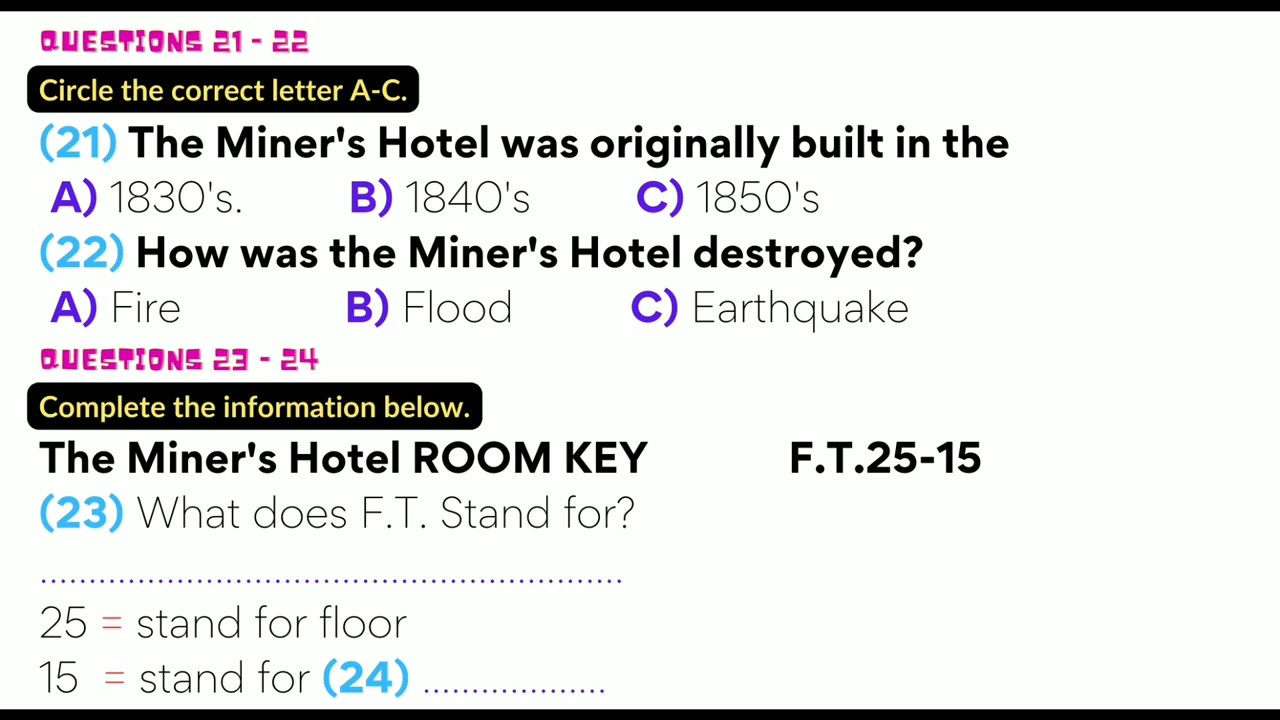 QUESTIONS 21 - 22
Circle the correct letter A-C.
(21) The Miner's Hotel was originally built in the
A) 1830's. B) 1840's C) 1850's
(22) How was the Miner's Hotel destroyed?
A) Fire B) Flood C) Earthquake
QUESTIONS 23 - 24
Complete the information below.
The Miner's Hotel ROOM KEY F.T.25-15
(23) What does F.T. Stand for?
............................................................
25 = stand for floor
15 = stand for (24) ...................